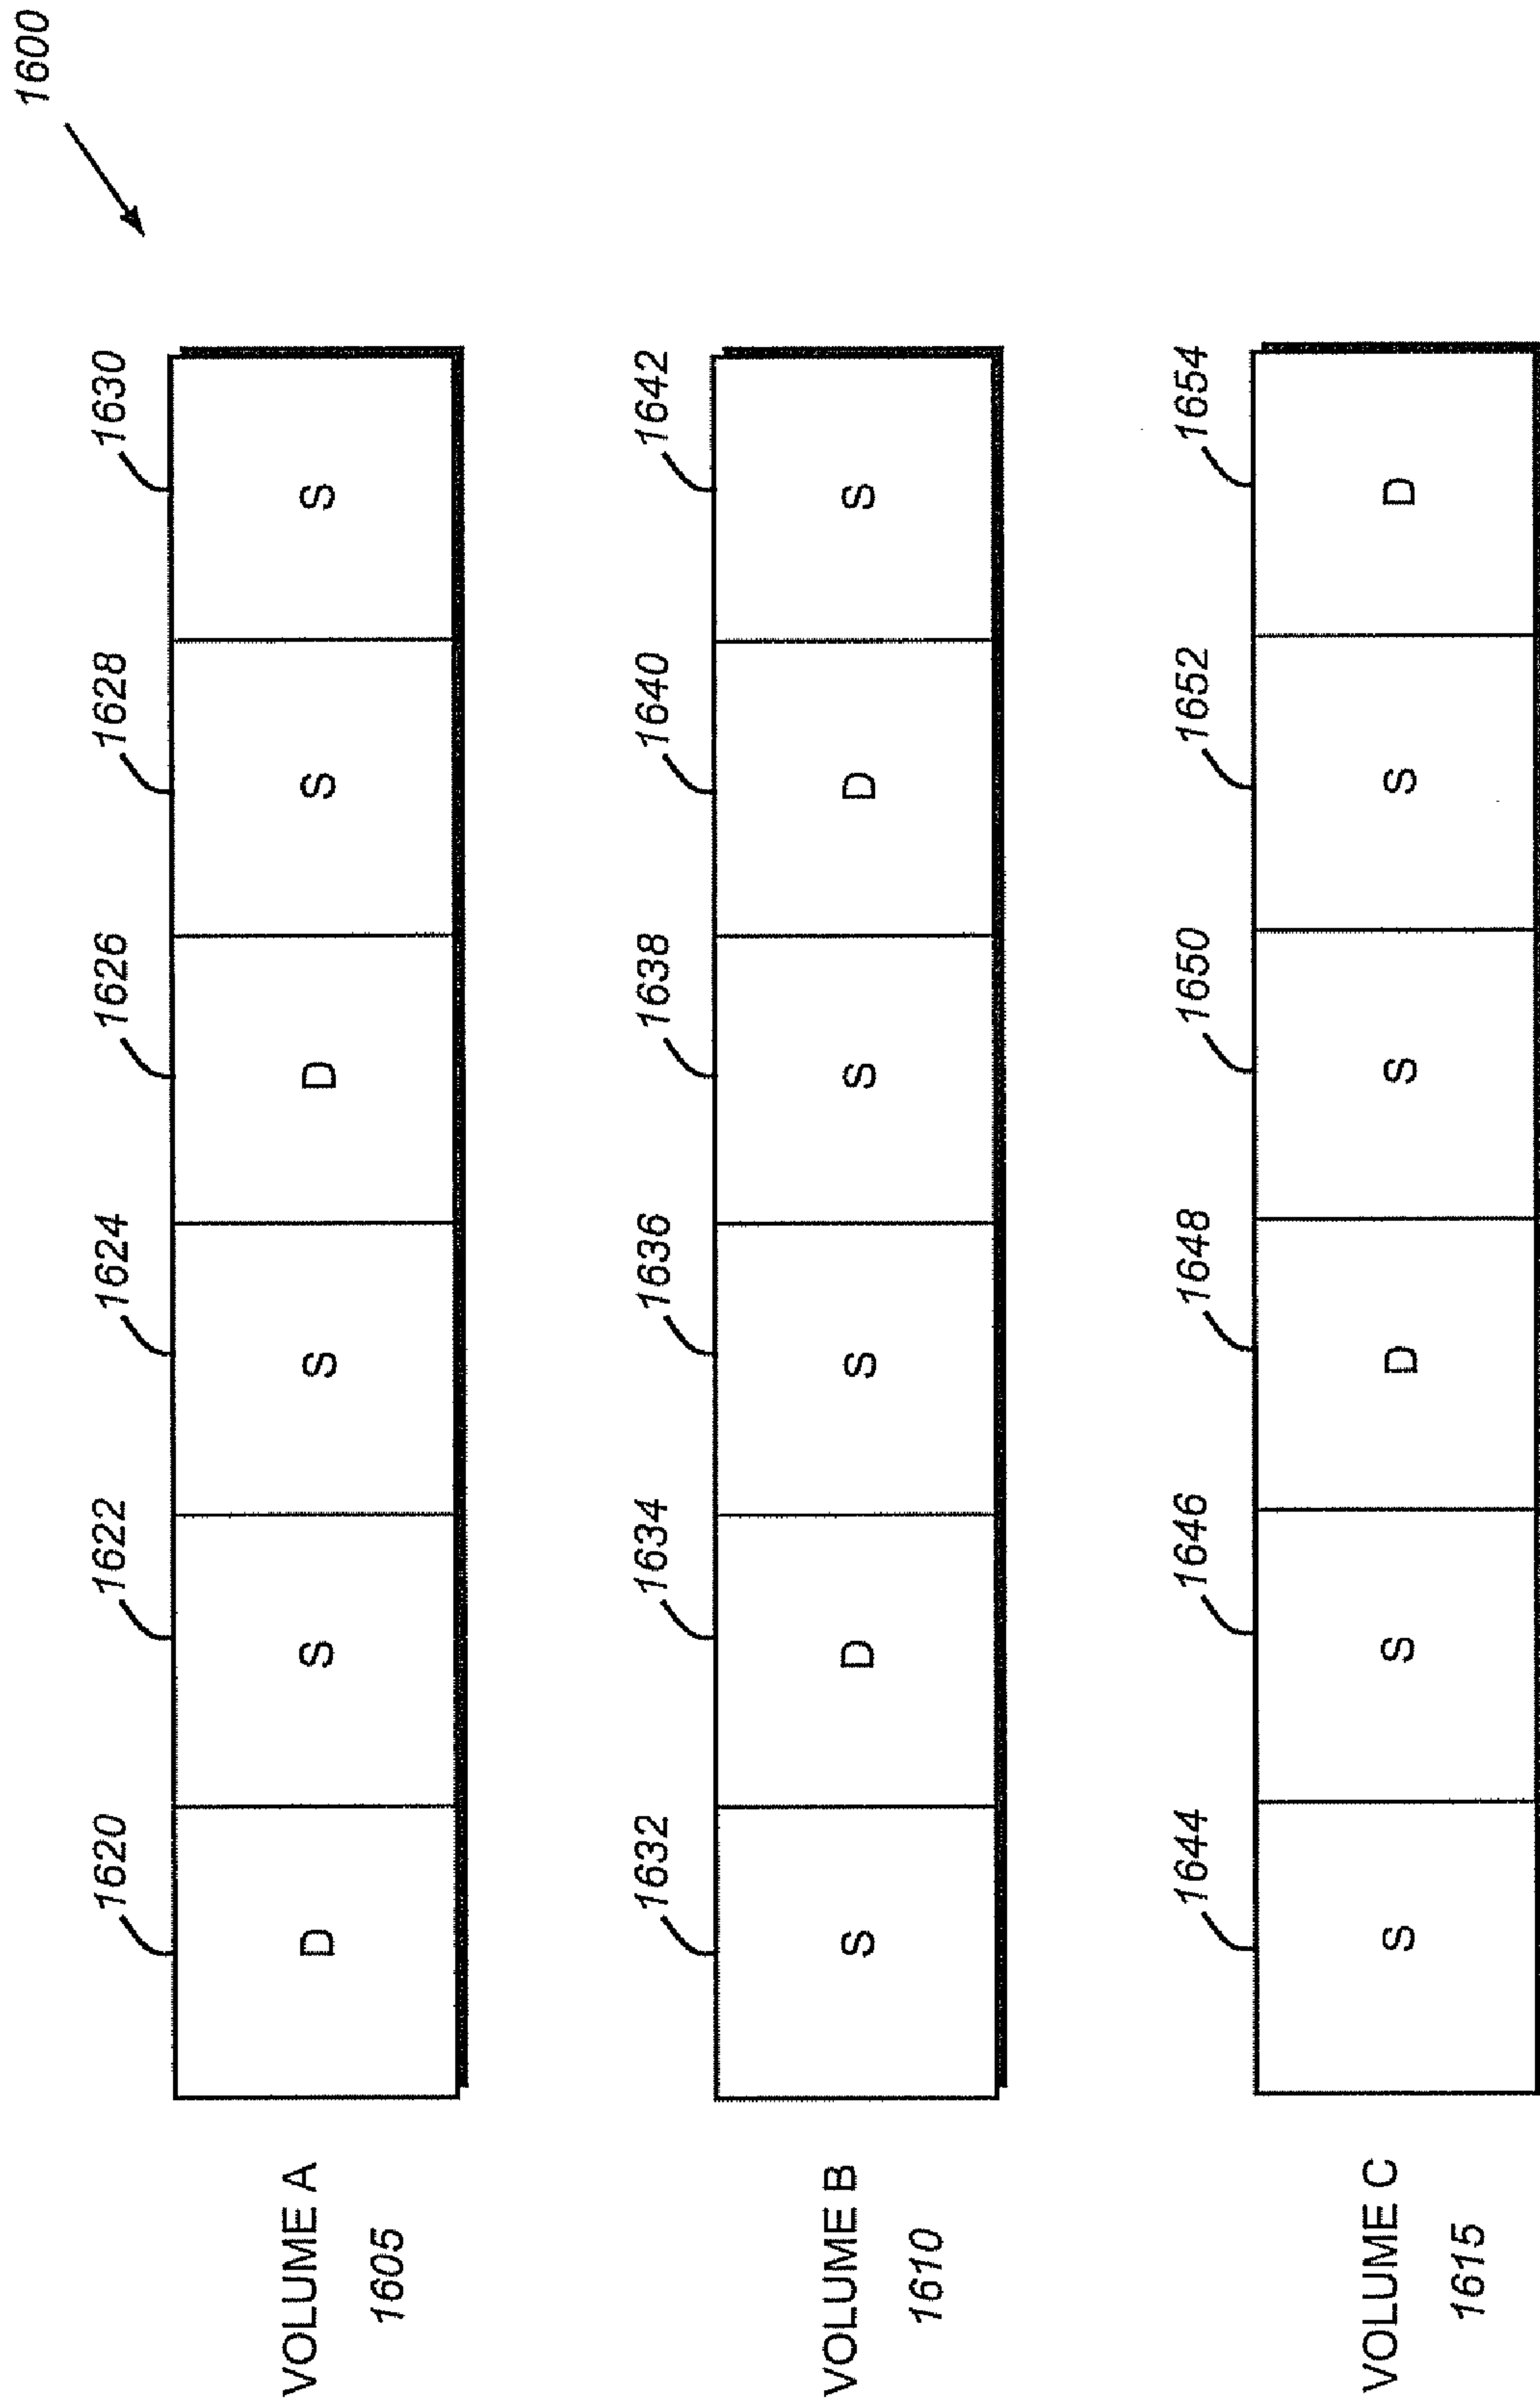 1600
1620 1622 1624 1626 1628 1630
VOLUME A D S S D S S
1605
1632 1634 1636 1638 1640 1642
VOLUME B S D S S D S
1610
1644 1646 1648 1650 1652 1654
VOLUME C S S D S S D
1615